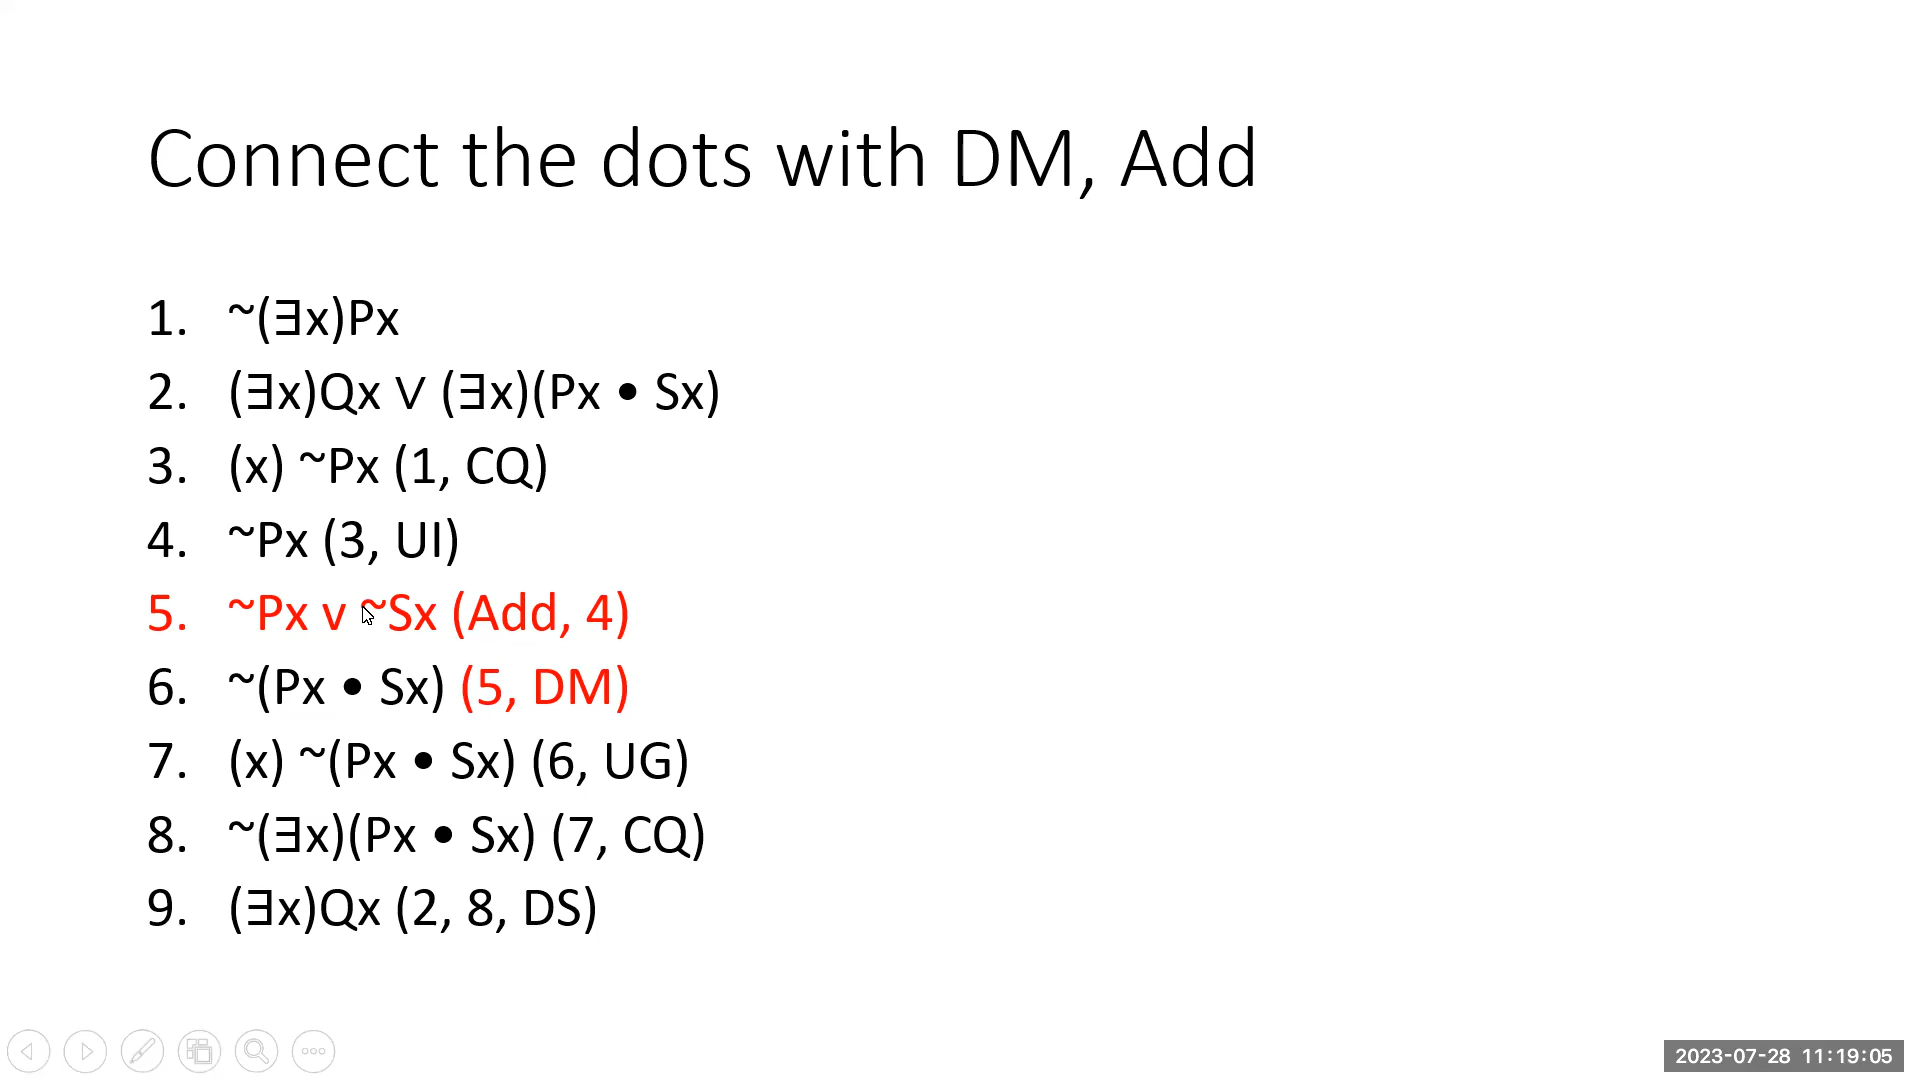 Connect the dots with DM, Add
1. ~(∃x)Px
2. (∃x)Qx ∨ (∃x)(Px • Sx)
3. (x) ~Px (1, CQ)
4. ~Px (3, UI)
5. ~Px v ~Sx (Add, 4)
6. ~(Px • Sx) (5, DM)
7. (x) ~(Px • Sx) (6, UG)
8. ~(∃x)(Px • Sx) (7, CQ)
9. (∃x)Qx (2, 8, DS)
2023-07-28 11:19:05